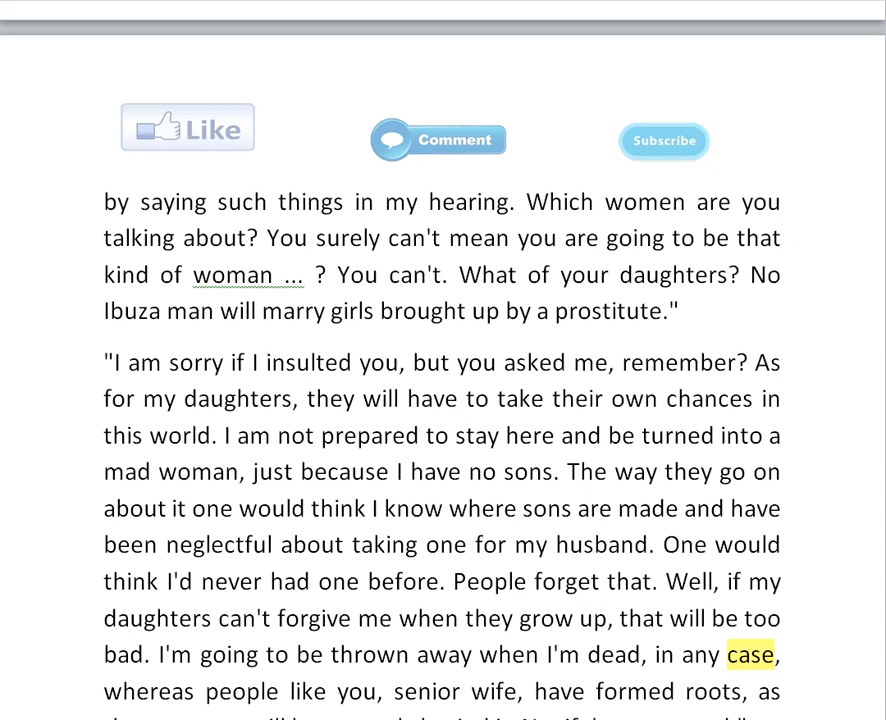 Like
Comment
Subscribe
by saying such things in my hearing. Which women are you
talking about? You surely can't mean you are going to be that
kind of woman ... ? You can't. What of your daughters? No
Ibuza man will marry girls brought up by a prostitute."
"I am sorry if I insulted you, but you asked me, remember? As
for my daughters, they will have to take their own chances in
this world. I am not prepared to stay here and be turned into a
mad woman, just because I have no sons. The way they go on
about it one would think I know where sons are made and have
been neglectful about taking one for my husband. One would
think I'd never had one before. People forget that. Well, if my
daughters can't forgive me when they grow up, that will be too
bad. I'm going to be thrown away when I'm dead, in any case,
whereas people like you, senior wife, have formed roots, as